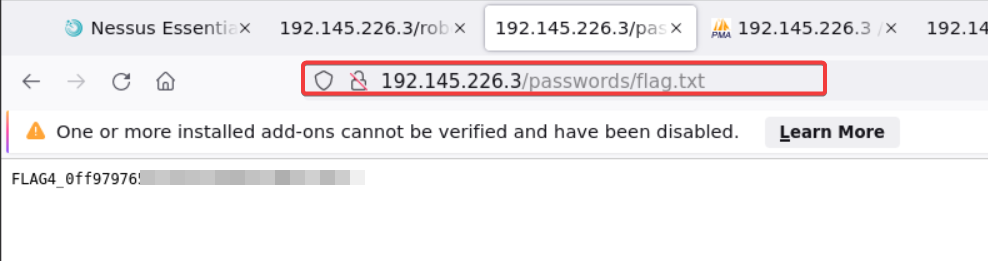 Nessus Essentia
192.145.226.3/rob
192.145.226.3/pas
PMA 192.145.226.3 /
192.14
192.145.226.3/passwords/flag.txt
One or more installed add-ons cannot be verified and have been disabled.
Learn More
FLAG4_0ff979765